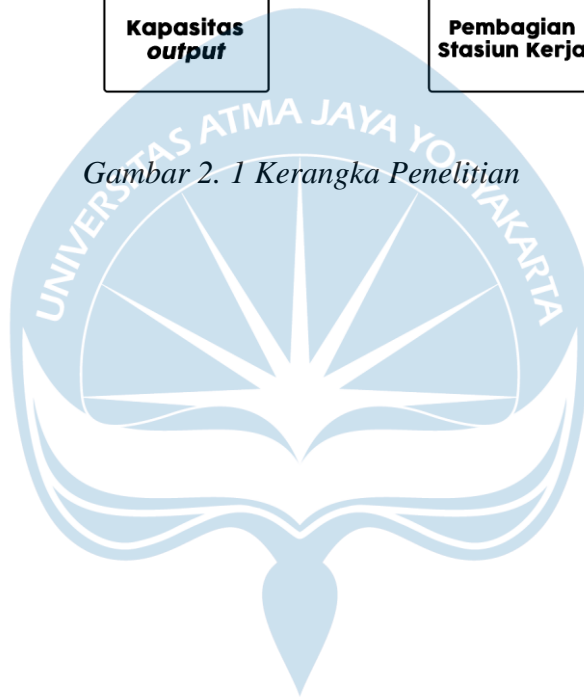 Kapasitas
output
Pembagian
Stasiun Kerja
Gambar 2. 1 Kerangka Penelitian
UNIVERSITAS ATMA JAYA YOGYAKARTA